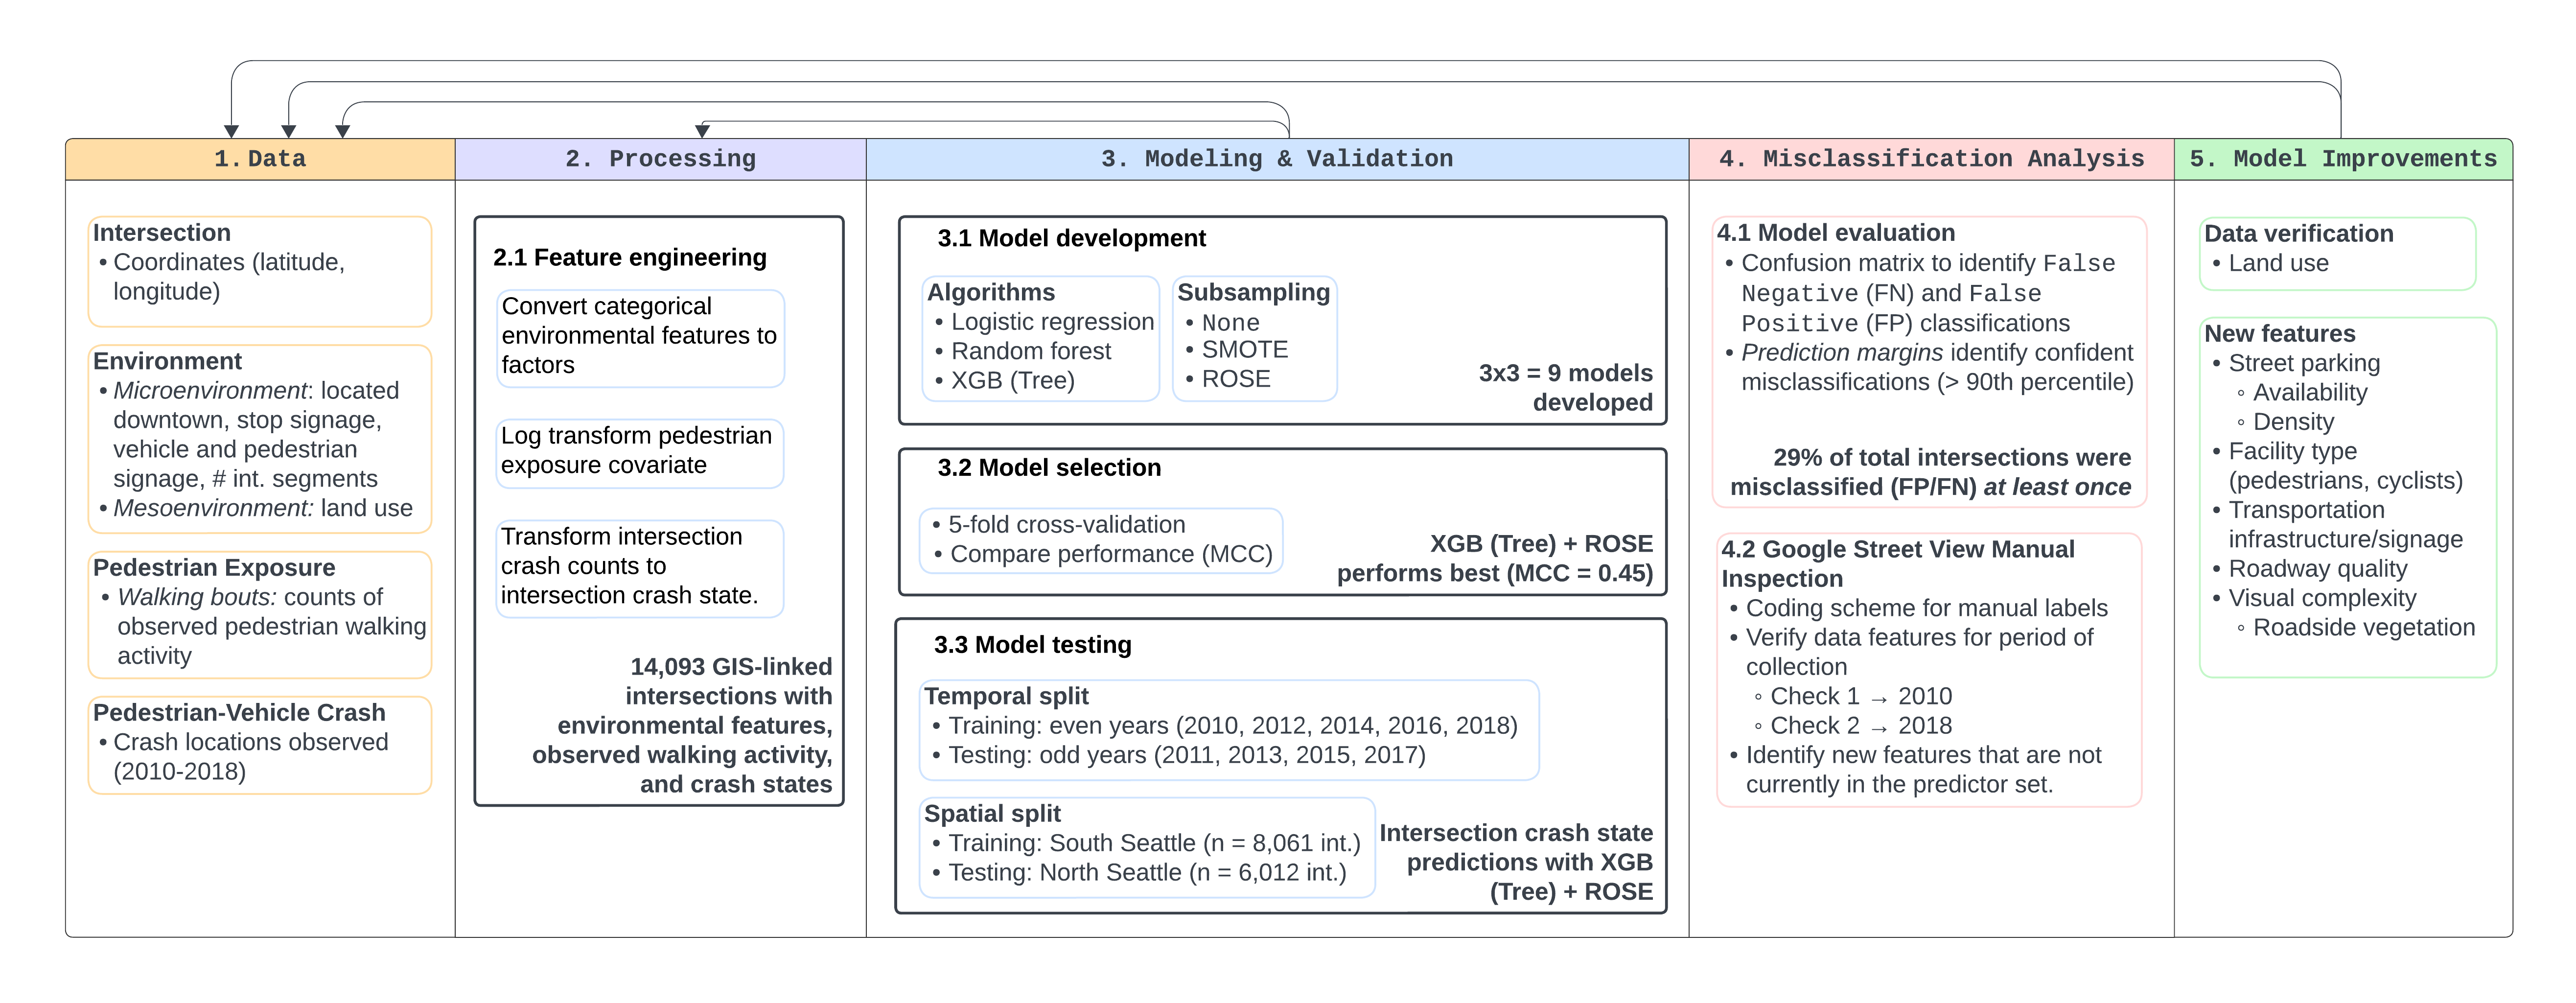 1. Data
2. Processing
3. Modeling & Validation
4. Misclassification Analysis
5. Model Improvements
Intersection
• Coordinates (latitude,
longitude)
Environment
• Microenvironment: located
downtown, stop signage,
vehicle and pedestrian
signage, # int. segments
• Mesoenvironment: land use
Pedestrian Exposure
• Walking bouts: counts of
observed pedestrian walking
activity
Pedestrian-Vehicle Crash
• Crash locations observed
(2010-2018)
2.1 Feature engineering
Convert categorical
environmental features to
factors
Log transform pedestrian
exposure covariate
Transform intersection
crash counts to
intersection crash state.
14,093 GIS-linked
intersections with
environmental features,
observed walking activity,
and crash states
3.1 Model development
Algorithms
• Logistic regression
• Random forest
• XGB (Tree)
Subsampling
• None
• SMOTE
• ROSE
3x3 = 9 models
developed
3.2 Model selection
• 5-fold cross-validation
• Compare performance (MCC)
XGB (Tree) + ROSE
performs best (MCC = 0.45)
3.3 Model testing
Temporal split
• Training: even years (2010, 2012, 2014, 2016, 2018)
• Testing: odd years (2011, 2013, 2015, 2017)
Spatial split
• Training: South Seattle (n = 8,061 int.)
• Testing: North Seattle (n = 6,012 int.)
Intersection crash state
predictions with XGB
(Tree) + ROSE
4.1 Model evaluation
• Confusion matrix to identify False
Negative (FN) and False
Positive (FP) classifications
• Prediction margins identify confident
misclassifications (> 90th percentile)
29% of total intersections were
misclassified (FP/FN) at least once
4.2 Google Street View Manual
Inspection
• Coding scheme for manual labels
• Verify data features for period of
collection
◦ Check 1 → 2010
◦ Check 2 → 2018
• Identify new features that are not
currently in the predictor set.
Data verification
• Land use
New features
• Street parking
◦ Availability
◦ Density
• Facility type
(pedestrians, cyclists)
• Transportation
infrastructure/signage
• Roadway quality
• Visual complexity
◦ Roadside vegetation